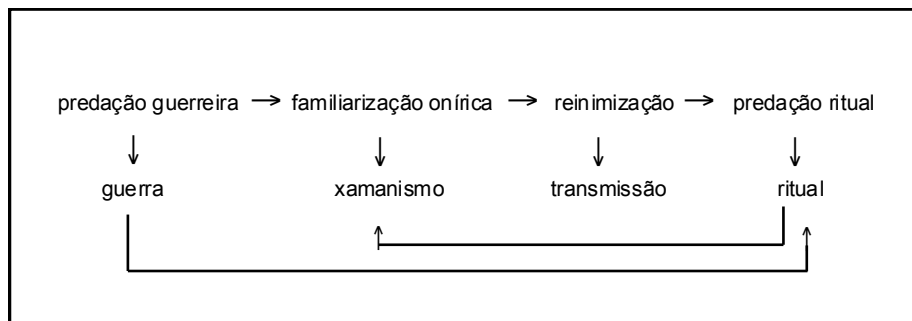 predação guerreira → familiarização onírica → reinimização → predação ritual
guerra xamanismo transmissão ritual